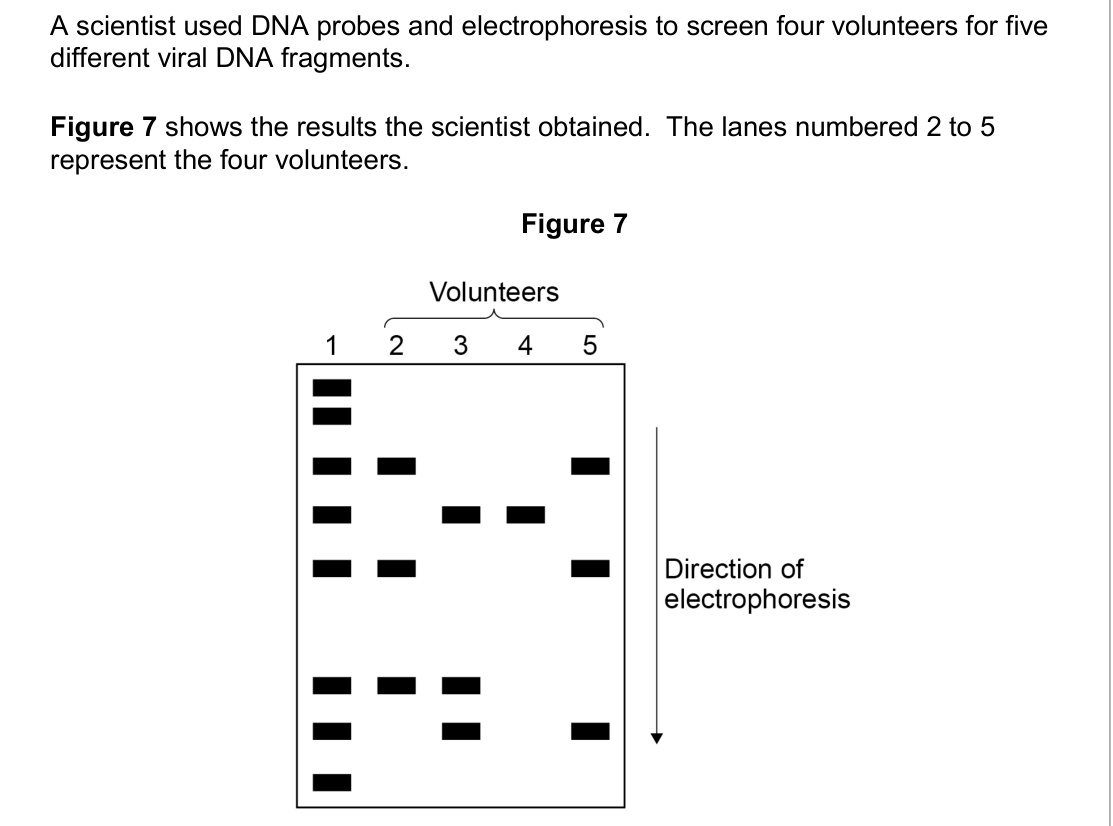 A scientist used DNA probes and electrophoresis to screen four volunteers for five
different viral DNA fragments.
Figure 7 shows the results the scientist obtained. The lanes numbered 2 to 5
represent the four volunteers.
Figure 7
Volunteers
1 2 3 4 5
Direction of
electrophoresis